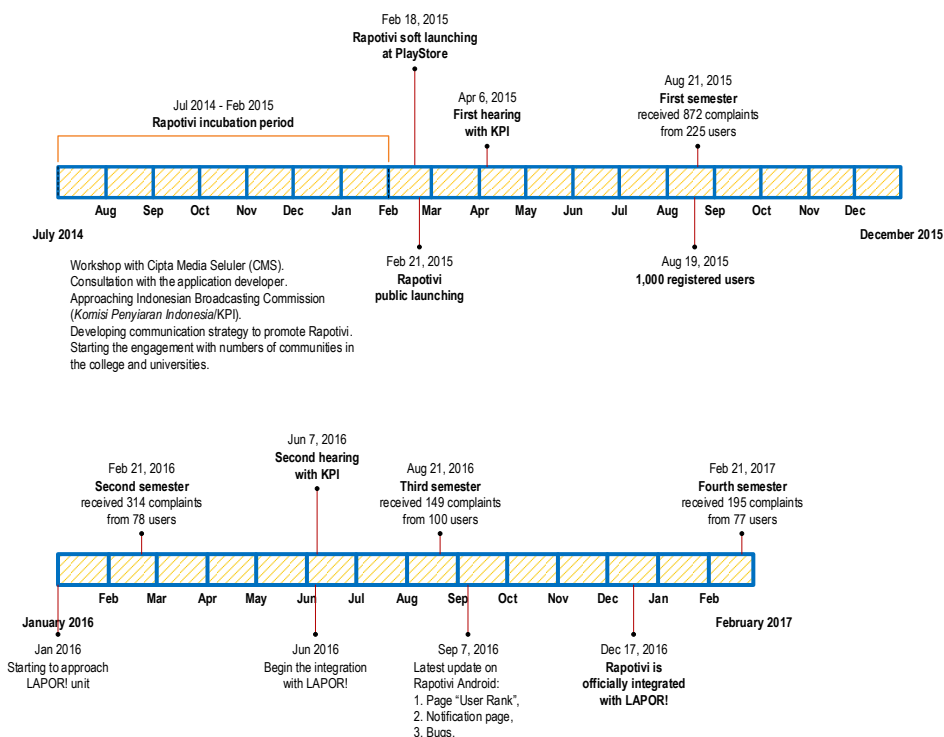 Feb 18, 2015
Rapotivi soft launching
at PlayStore
Jul 2014 - Feb 2015
Rapotivi incubation period
Apr 6, 2015
First hearing
with KPI
Aug 21, 2015
First semester
received 872 complaints
from 225 users
Aug Sep Oct Nov Dec Jan Feb Mar Apr May Jun Jul Aug Sep Oct Nov Dec
July 2014
December 2015
Feb 21, 2015
Rapotivi
public launching
Aug 19, 2015
1,000 registered users
Workshop with Cipta Media Seluler (CMS).
Consultation with the application developer.
Approaching Indonesian Broadcasting Commission
(Komisi Penyiaran Indonesia/KPI).
Developing communication strategy to promote Rapotivi.
Starting the engagement with numbers of communities in
the college and universities.
Feb 21, 2016
Second semester
received 314 complaints
from 78 users
Jun 7, 2016
Second hearing
with KPI
Aug 21, 2016
Third semester
received 149 complaints
from 100 users
Feb 21, 2017
Fourth semester
received 195 complaints
from 77 users
Feb Mar Apr May Jun Jul Aug Sep Oct Nov Dec Jan Feb
January 2016
February 2017
Jan 2016
Starting to approach
LAPOR! unit
Jun 2016
Begin the integration
with LAPOR!
Sep 7, 2016
Latest update on
Rapotivi Android:
1. Page “User Rank”,
2. Notification page,
3. Bugs.
Dec 17, 2016
Rapotivi is
officially integrated
with LAPOR!